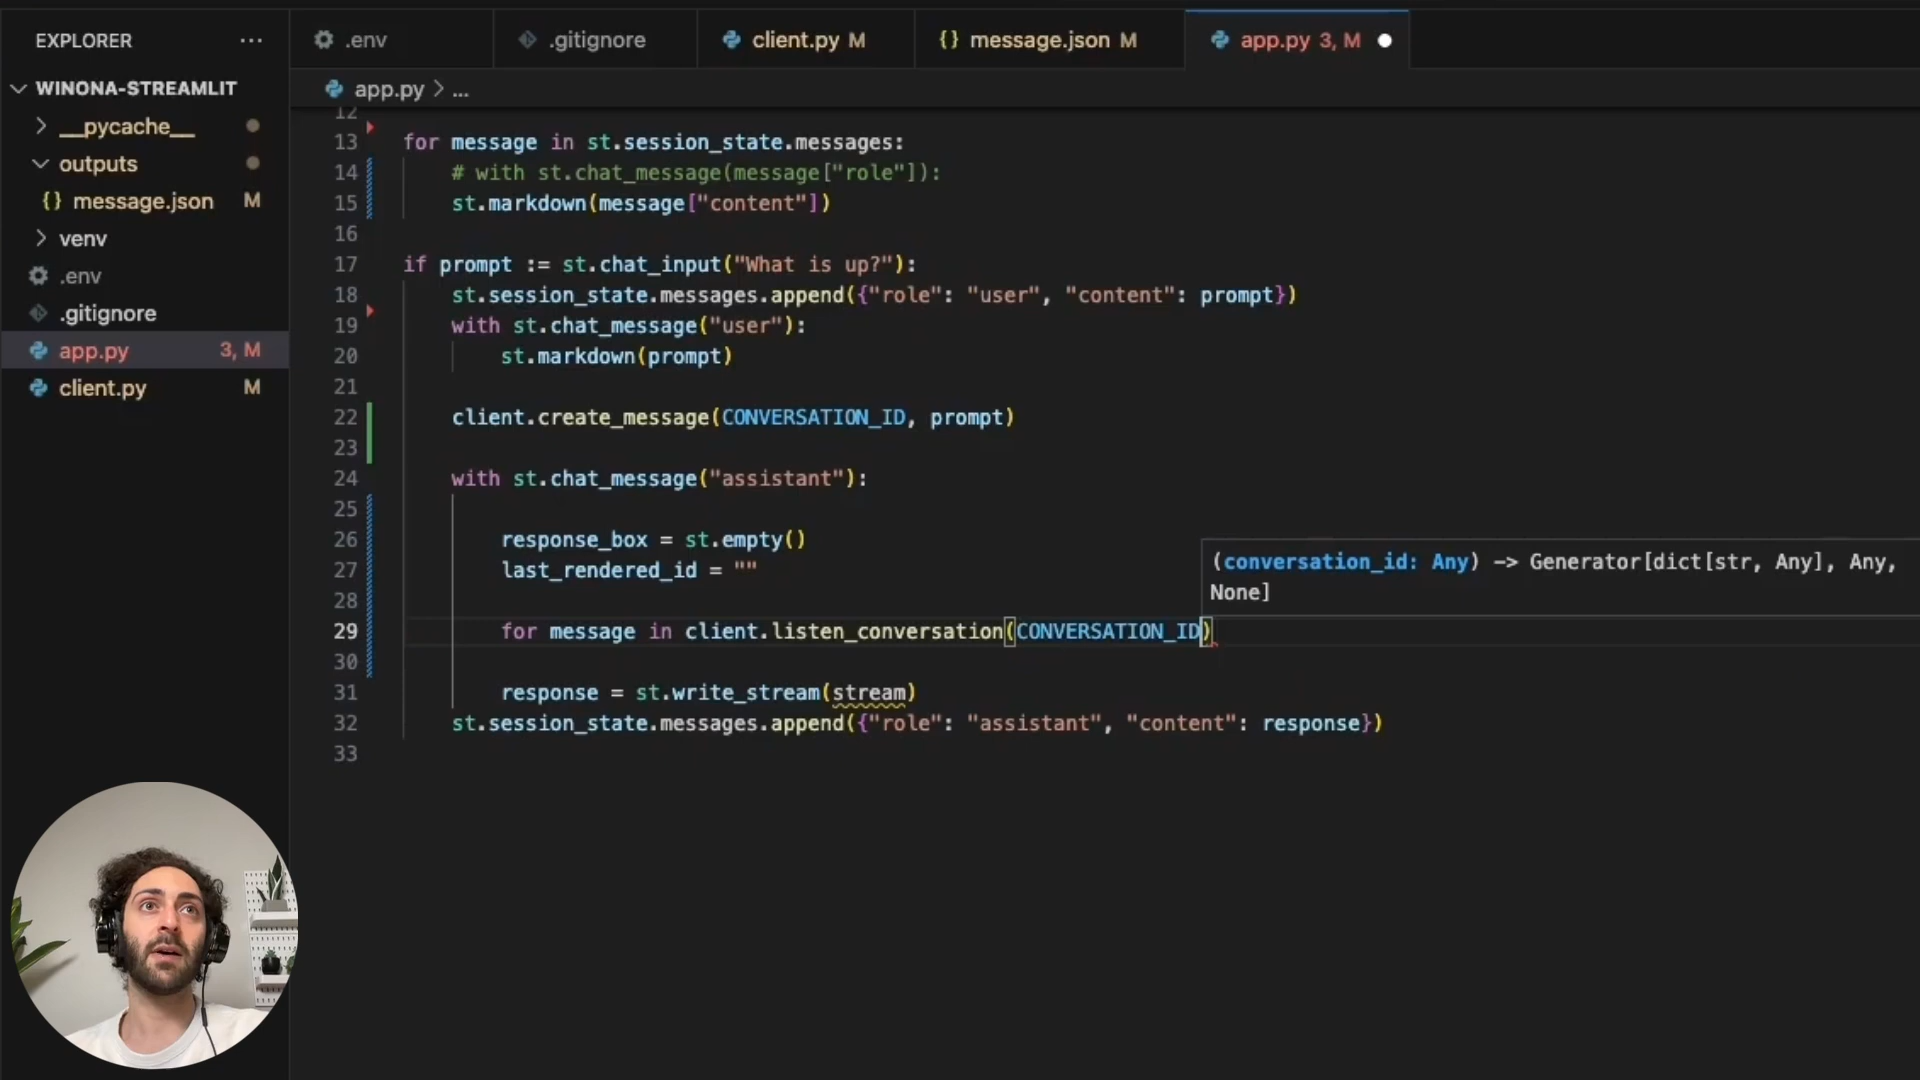 EXPLORER
WINONA-STREAMLIT
__pycache__
outputs
{} message.json M
venv
.env
.gitignore
app.py 3, M
client.py M
.env
.gitignore
client.py M
{} message.json M
app.py 3, M
app.py > ...
12
13 for message in st.session_state.messages:
14 # with st.chat_message(message["role"]):
15 st.markdown(message["content"])
16
17 if prompt := st.chat_input("What is up?"):
18 st.session_state.messages.append({"role": "user", "content": prompt})
19 with st.chat_message("user"):
20 st.markdown(prompt)
21
22 client.create_message(CONVERSATION_ID, prompt)
23
24 with st.chat_message("assistant"):
25
26 response_box = st.empty()
27 last_rendered_id = ""
28
29 for message in client.listen_conversation(CONVERSATION_ID)
30
31 response = st.write_stream(stream)
32 st.session_state.messages.append({"role": "assistant", "content": response})
33
(conversation_id: Any) -> Generator[dict[str, Any], Any,
None]